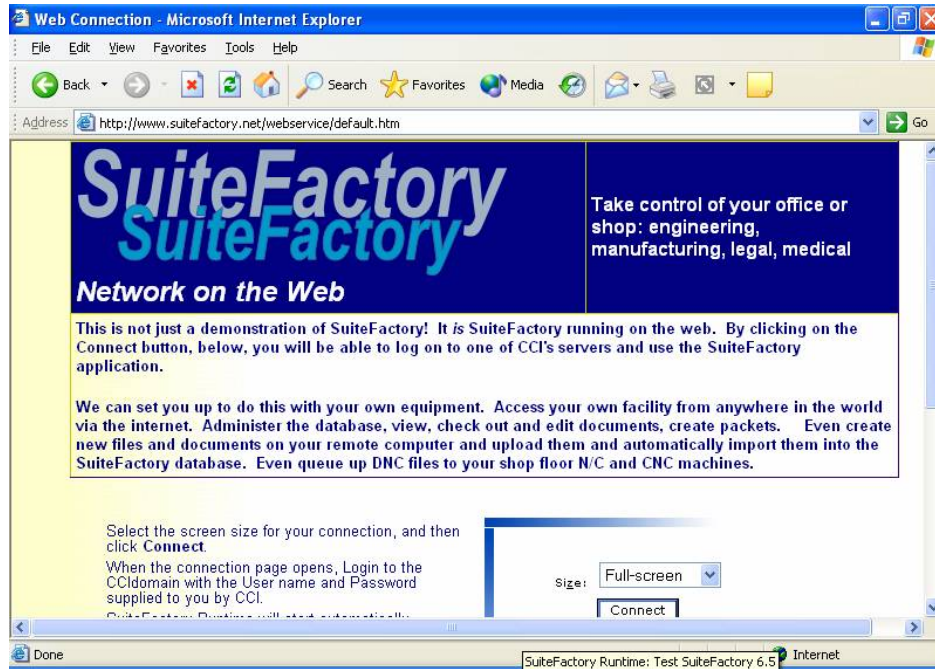 Web Connection - Microsoft Internet Explorer
File Edit View Favorites Tools Help
Back Search Favorites Media
Address http://www.suitefactory.net/webservice/default.htm Go
SuiteFactory
SuiteFactory
Network on the Web
Take control of your office or
shop: engineering,
manufacturing, legal, medical
This is not just a demonstration of SuiteFactory! It is SuiteFactory running on the web. By clicking on the
Connect button, below, you will be able to log on to one of CCI's servers and use the SuiteFactory
application.
We can set you up to do this with your own equipment. Access your own facility from anywhere in the world
via the internet. Administer the database, view, check out and edit documents, create packets. Even create
new files and documents on your remote computer and upload them and automatically import them into the
SuiteFactory database. Even queue up DNC files to your shop floor N/C and CNC machines.
Select the screen size for your connection, and then
click Connect.
When the connection page opens, Login to the
CCIdomain with the User name and Password
supplied to you by CCI.
SuiteFactory Runtime will start automatically
Size: Full-screen
Connect
Done
SuiteFactory Runtime: Test SuiteFactory 6.5
Internet